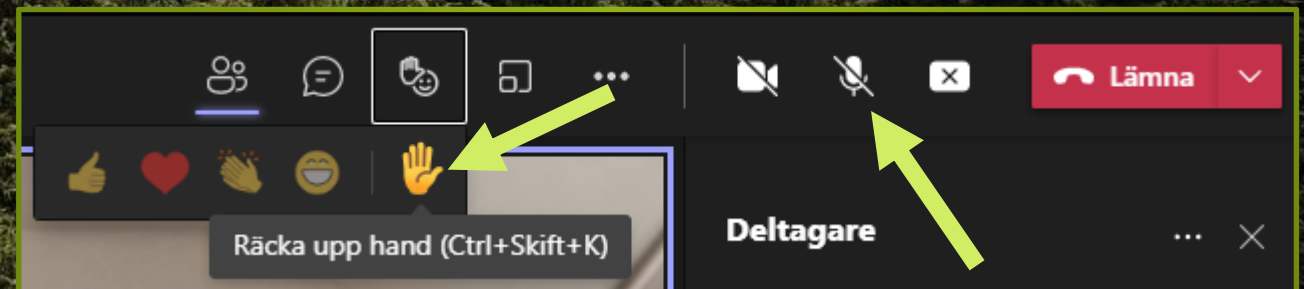 Lämna
Räcka upp hand (Ctrl+Skift+K)
Deltagare